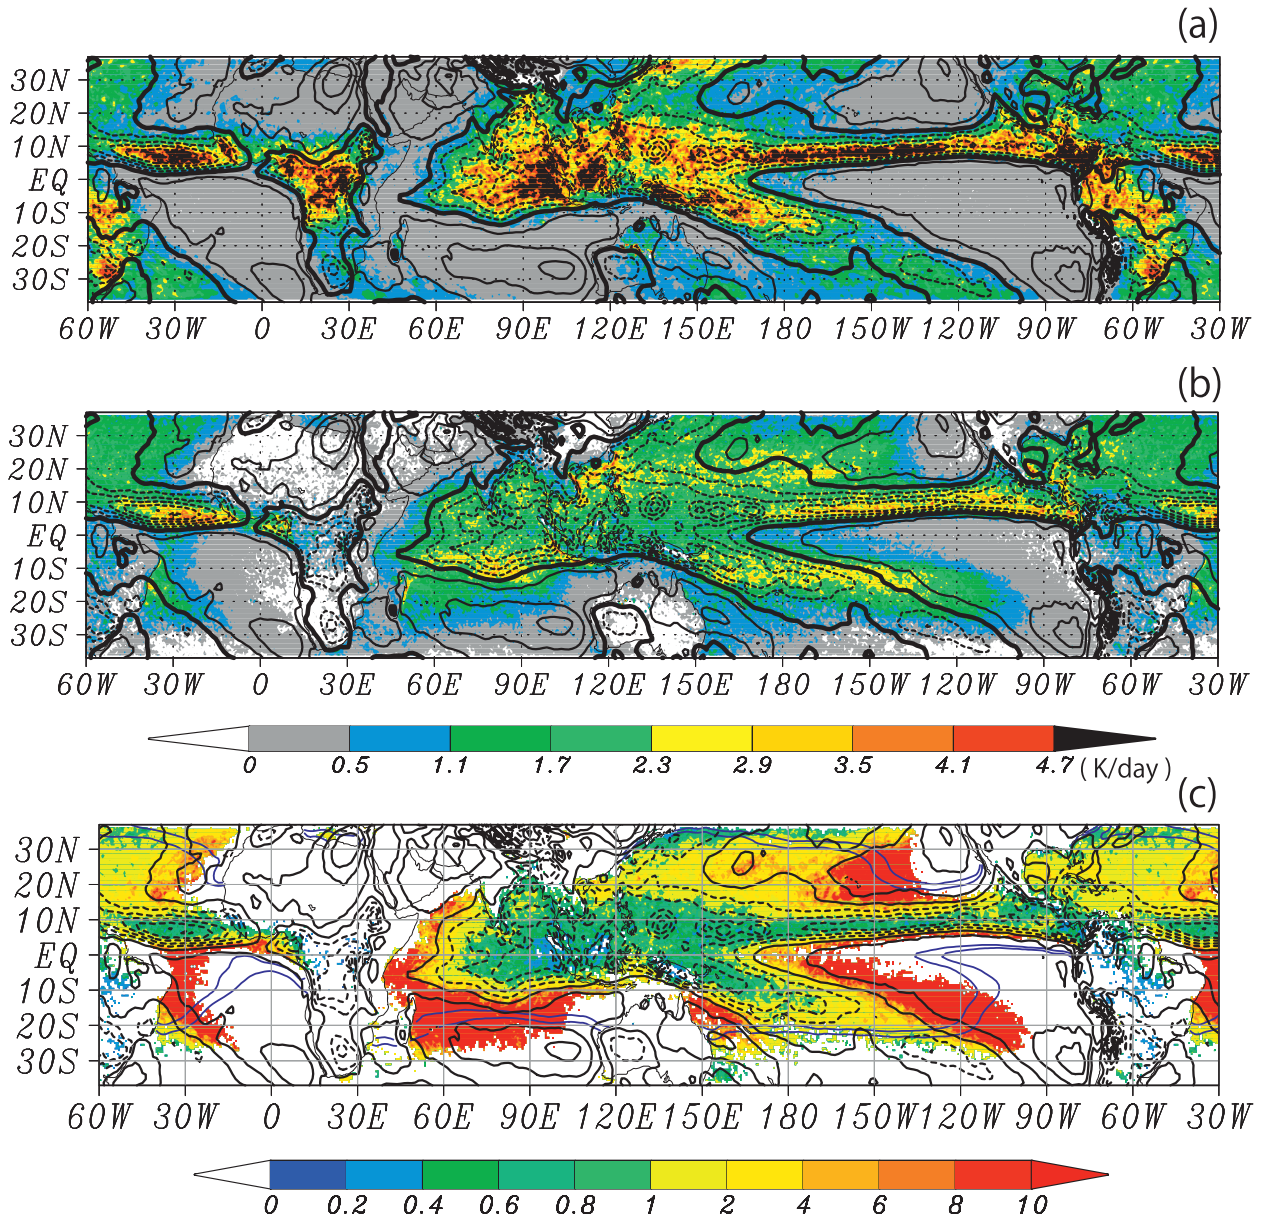 (a)
30N
20N
10N
EQ
10S
20S
30S
60W 30W 0 30E 60E 90E 120E 150E 180 150W 120W 90W 60W 30W
(b)
30N
20N
10N
EQ
10S
20S
30S
60W 30W 0 30E 60E 90E 120E 150E 180 150W 120W 90W 60W 30W
0 0.5 1.1 1.7 2.3 2.9 3.5 4.1 4.7 ( K/day )
(c)
30N
20N
10N
EQ
10S
20S
30S
60W 30W 0 30E 60E 90E 120E 150E 180 150W 120W 90W 60W 30W
0 0.2 0.4 0.6 0.8 1 2 4 6 8 10